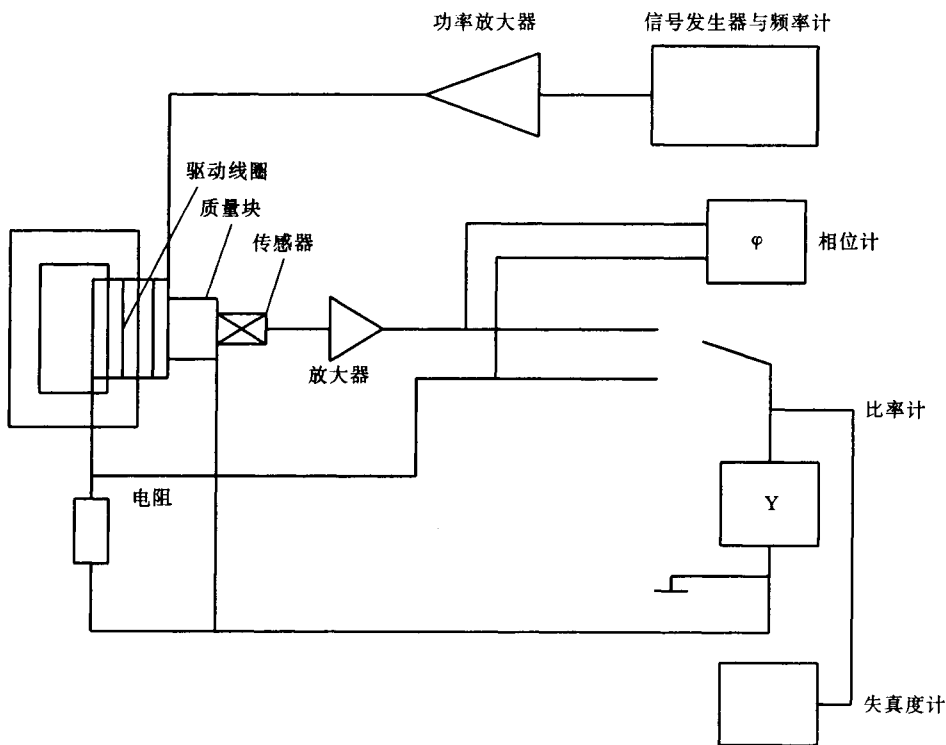 功率放大器
信号发生器与频率计
驱动线圈
质量块
传感器
φ
相位计
放大器
比率计
电阻
Y
失真度计